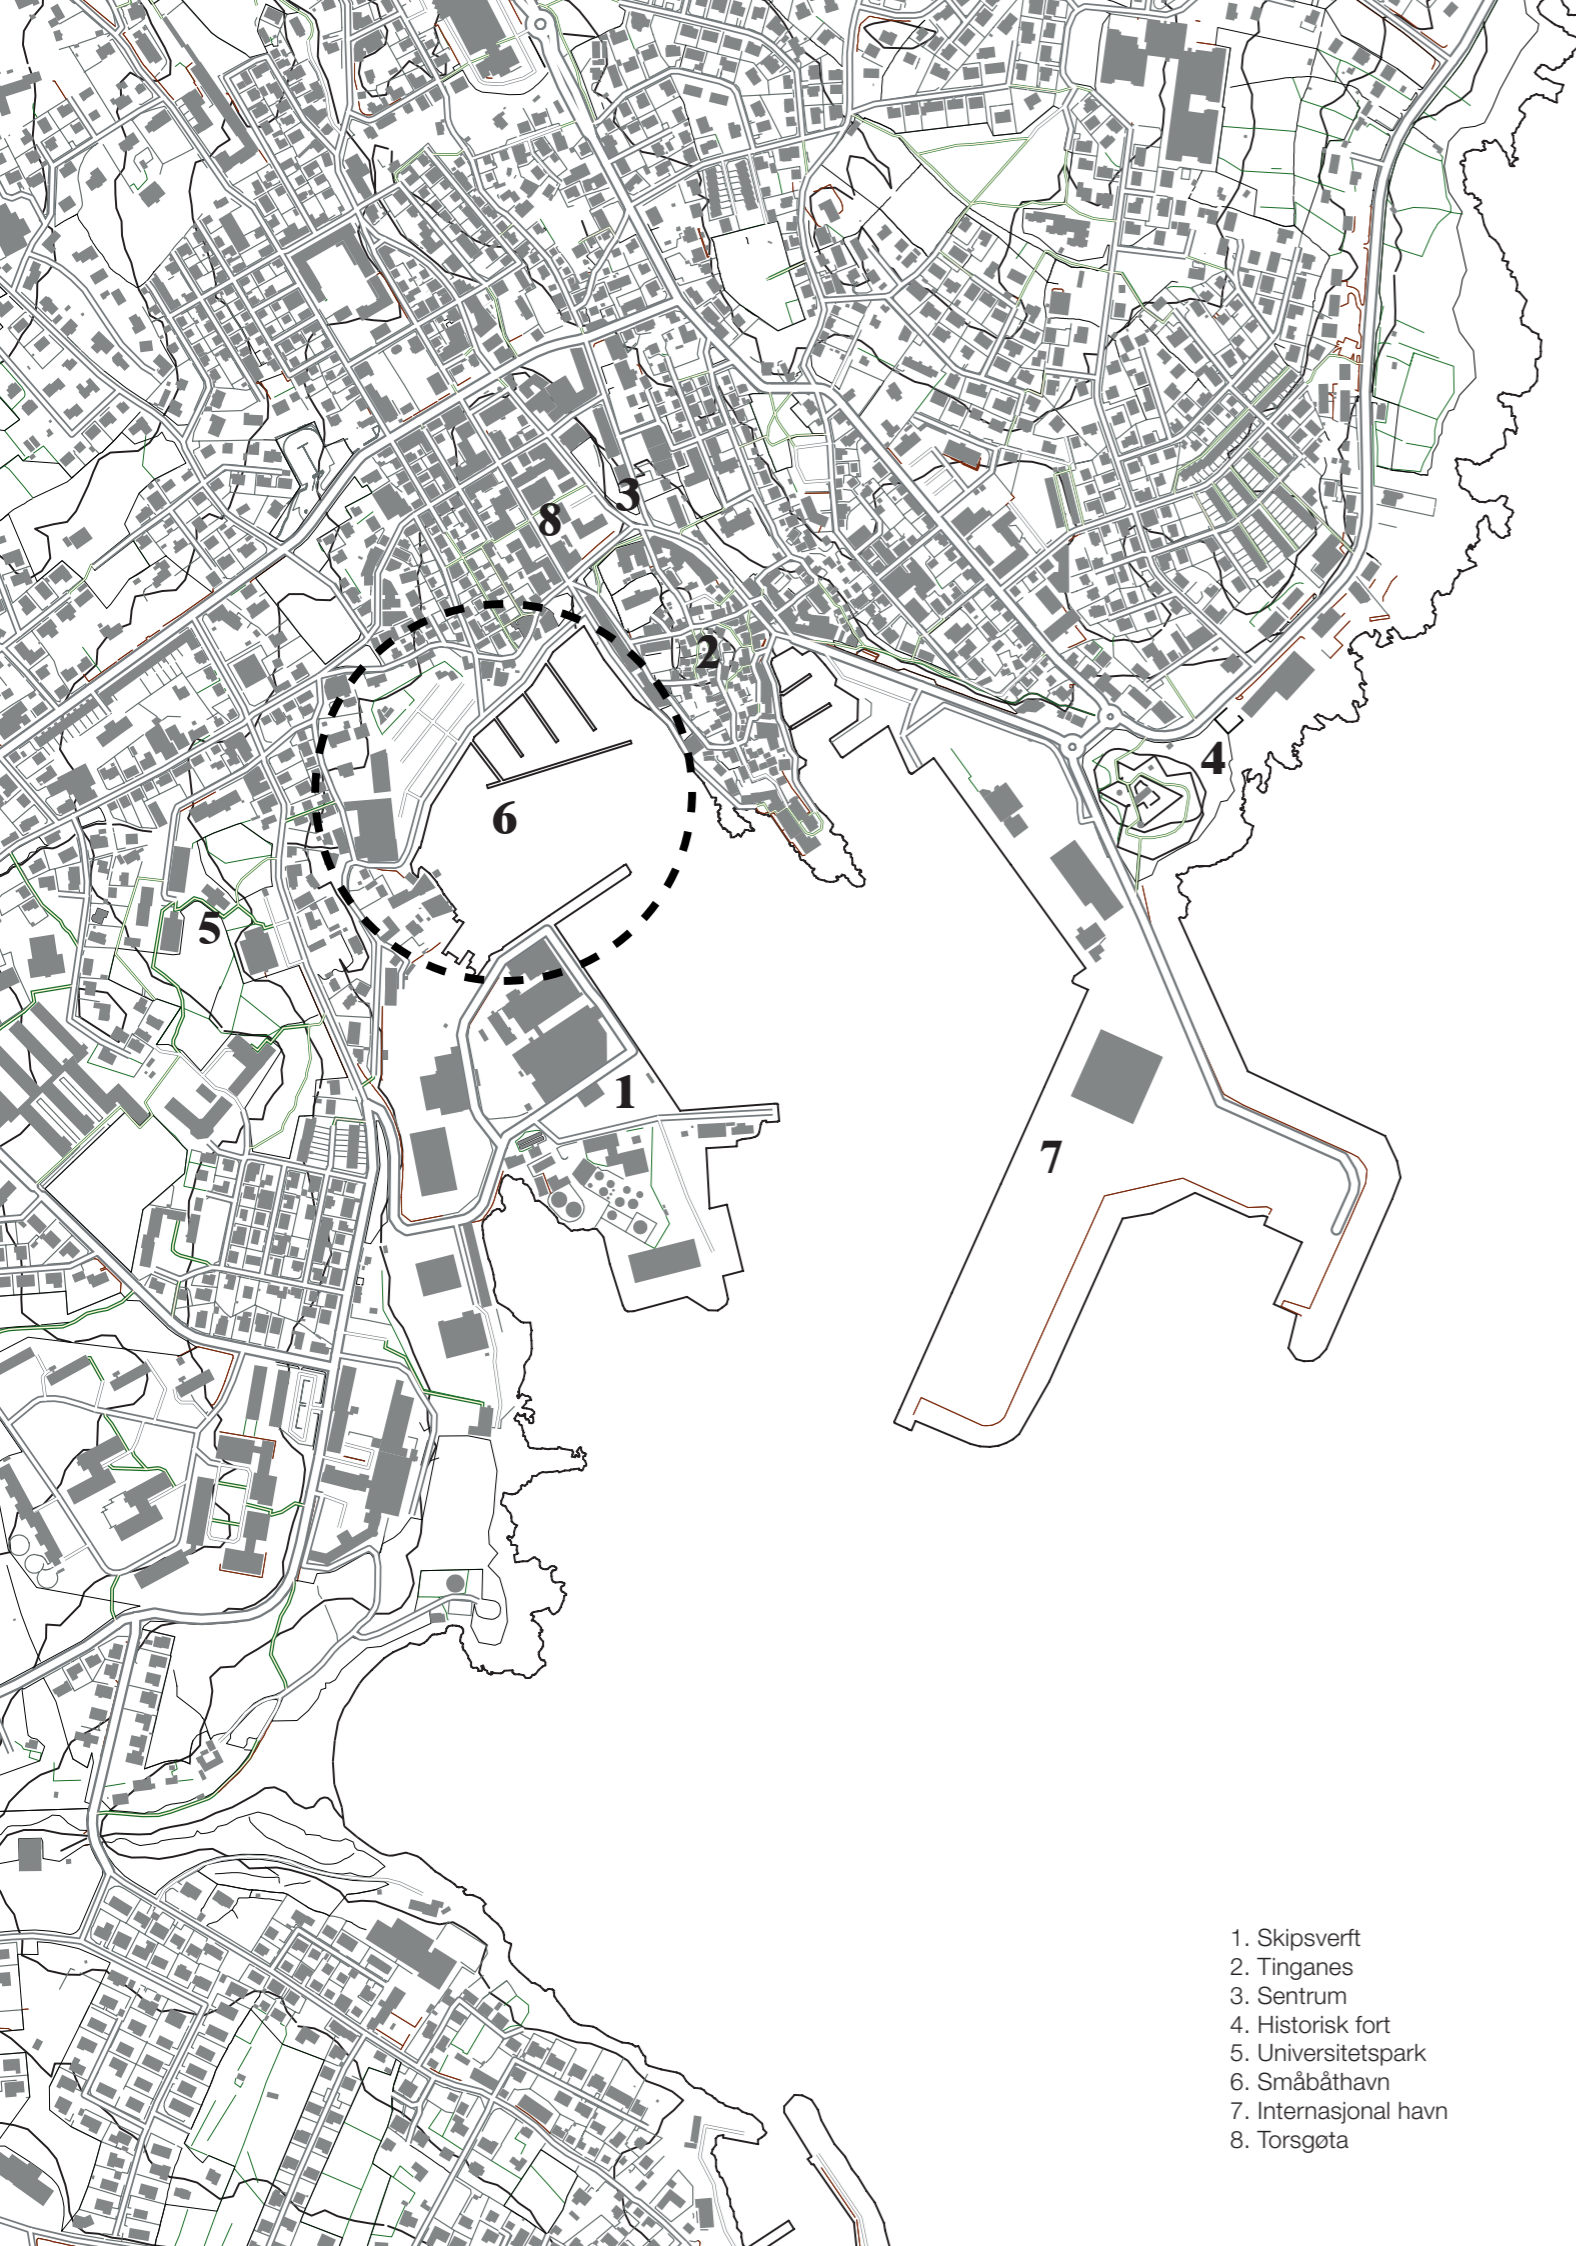 3
8
2
4
6
5
1
7
1. Skipsverft
2. Tinganes
3. Sentrum
4. Historisk fort
5. Universitetspark
6. Småbåthavn
7. Internasjonal havn
8. Torsgøta